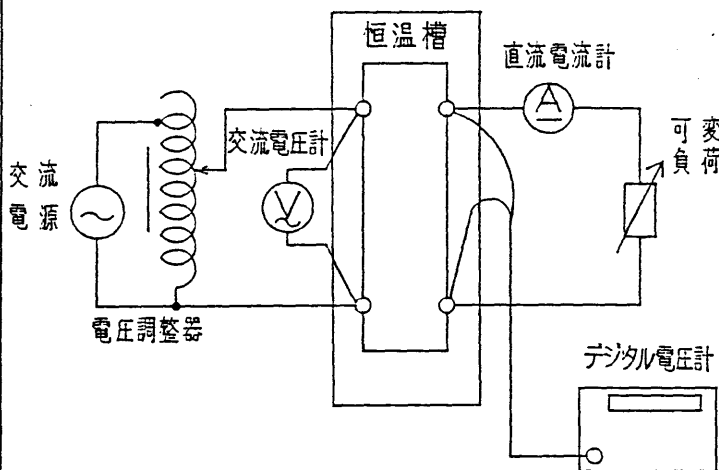 恒温槽
直流電流計
A
可変
負荷
交流電圧計
V
交流
電源
電圧調整器
デジタル電圧計